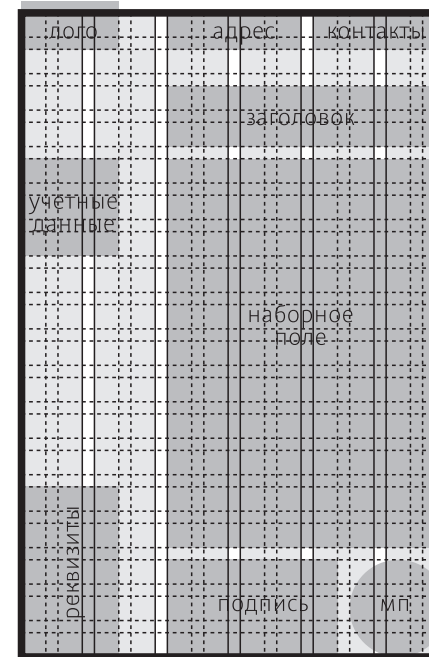 лого
адрес
контакты
заголовок
учетные
данные
наборное
поле
реквизиты
подпись
мп